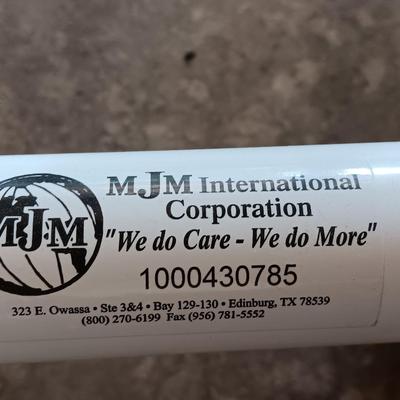 MJM
MJM International
Corporation
"We do Care - We do More"
1000430785
323 E. Owassa • Ste 3&4 • Bay 129-130 • Edinburg, TX 78539
(800) 270-6199 Fax (956) 781-5552